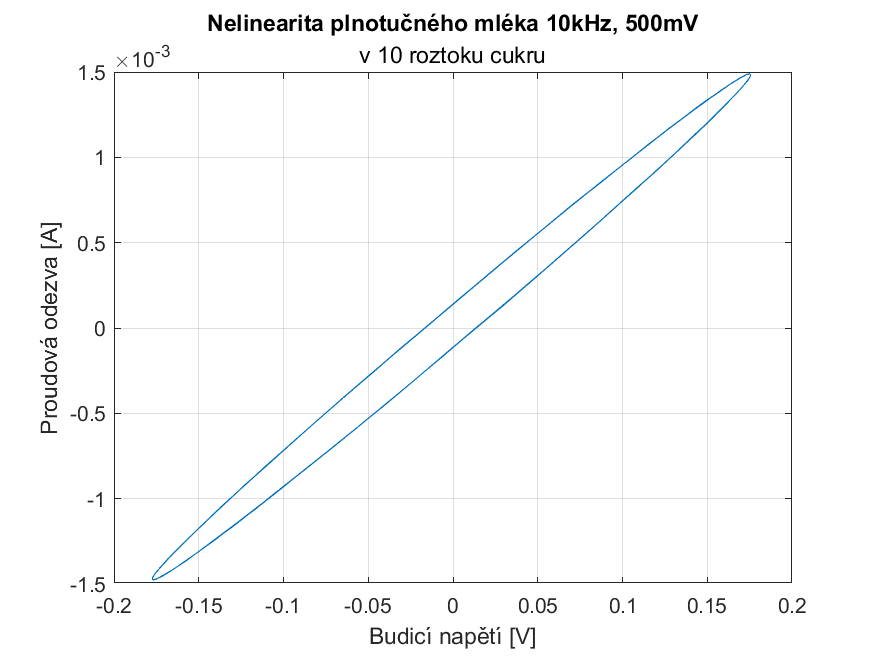 Nelinearita plnotučného mléka 10kHz, 500mV
v 10 roztoku cukru
×10^-3
1.5
1
0.5
0
-0.5
-1
-1.5
-0.2 -0.15 -0.1 -0.05 0 0.05 0.1 0.15 0.2
Proudová odezva [A]
Budicí napětí [V]